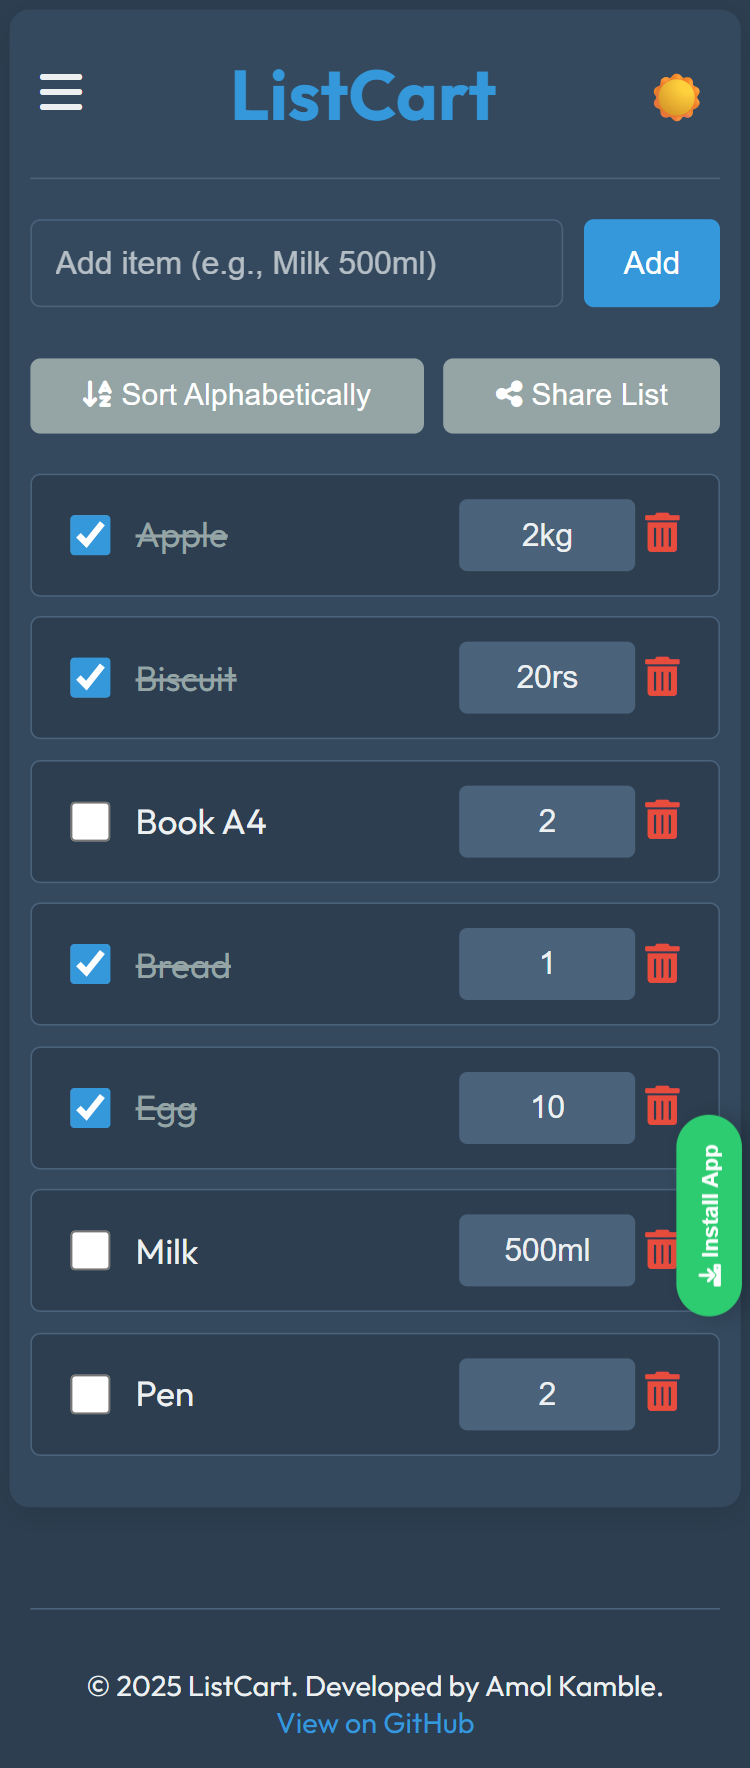 ListCart
Add item (e.g., Milk 500ml)
Add
Sort Alphabetically
Share List
Apple
2kg
Biscuit
20rs
Book A4
2
Bread
1
Egg
10
Install App
Milk
500ml
Pen
2
© 2025 ListCart. Developed by Amol Kamble.
View on GitHub